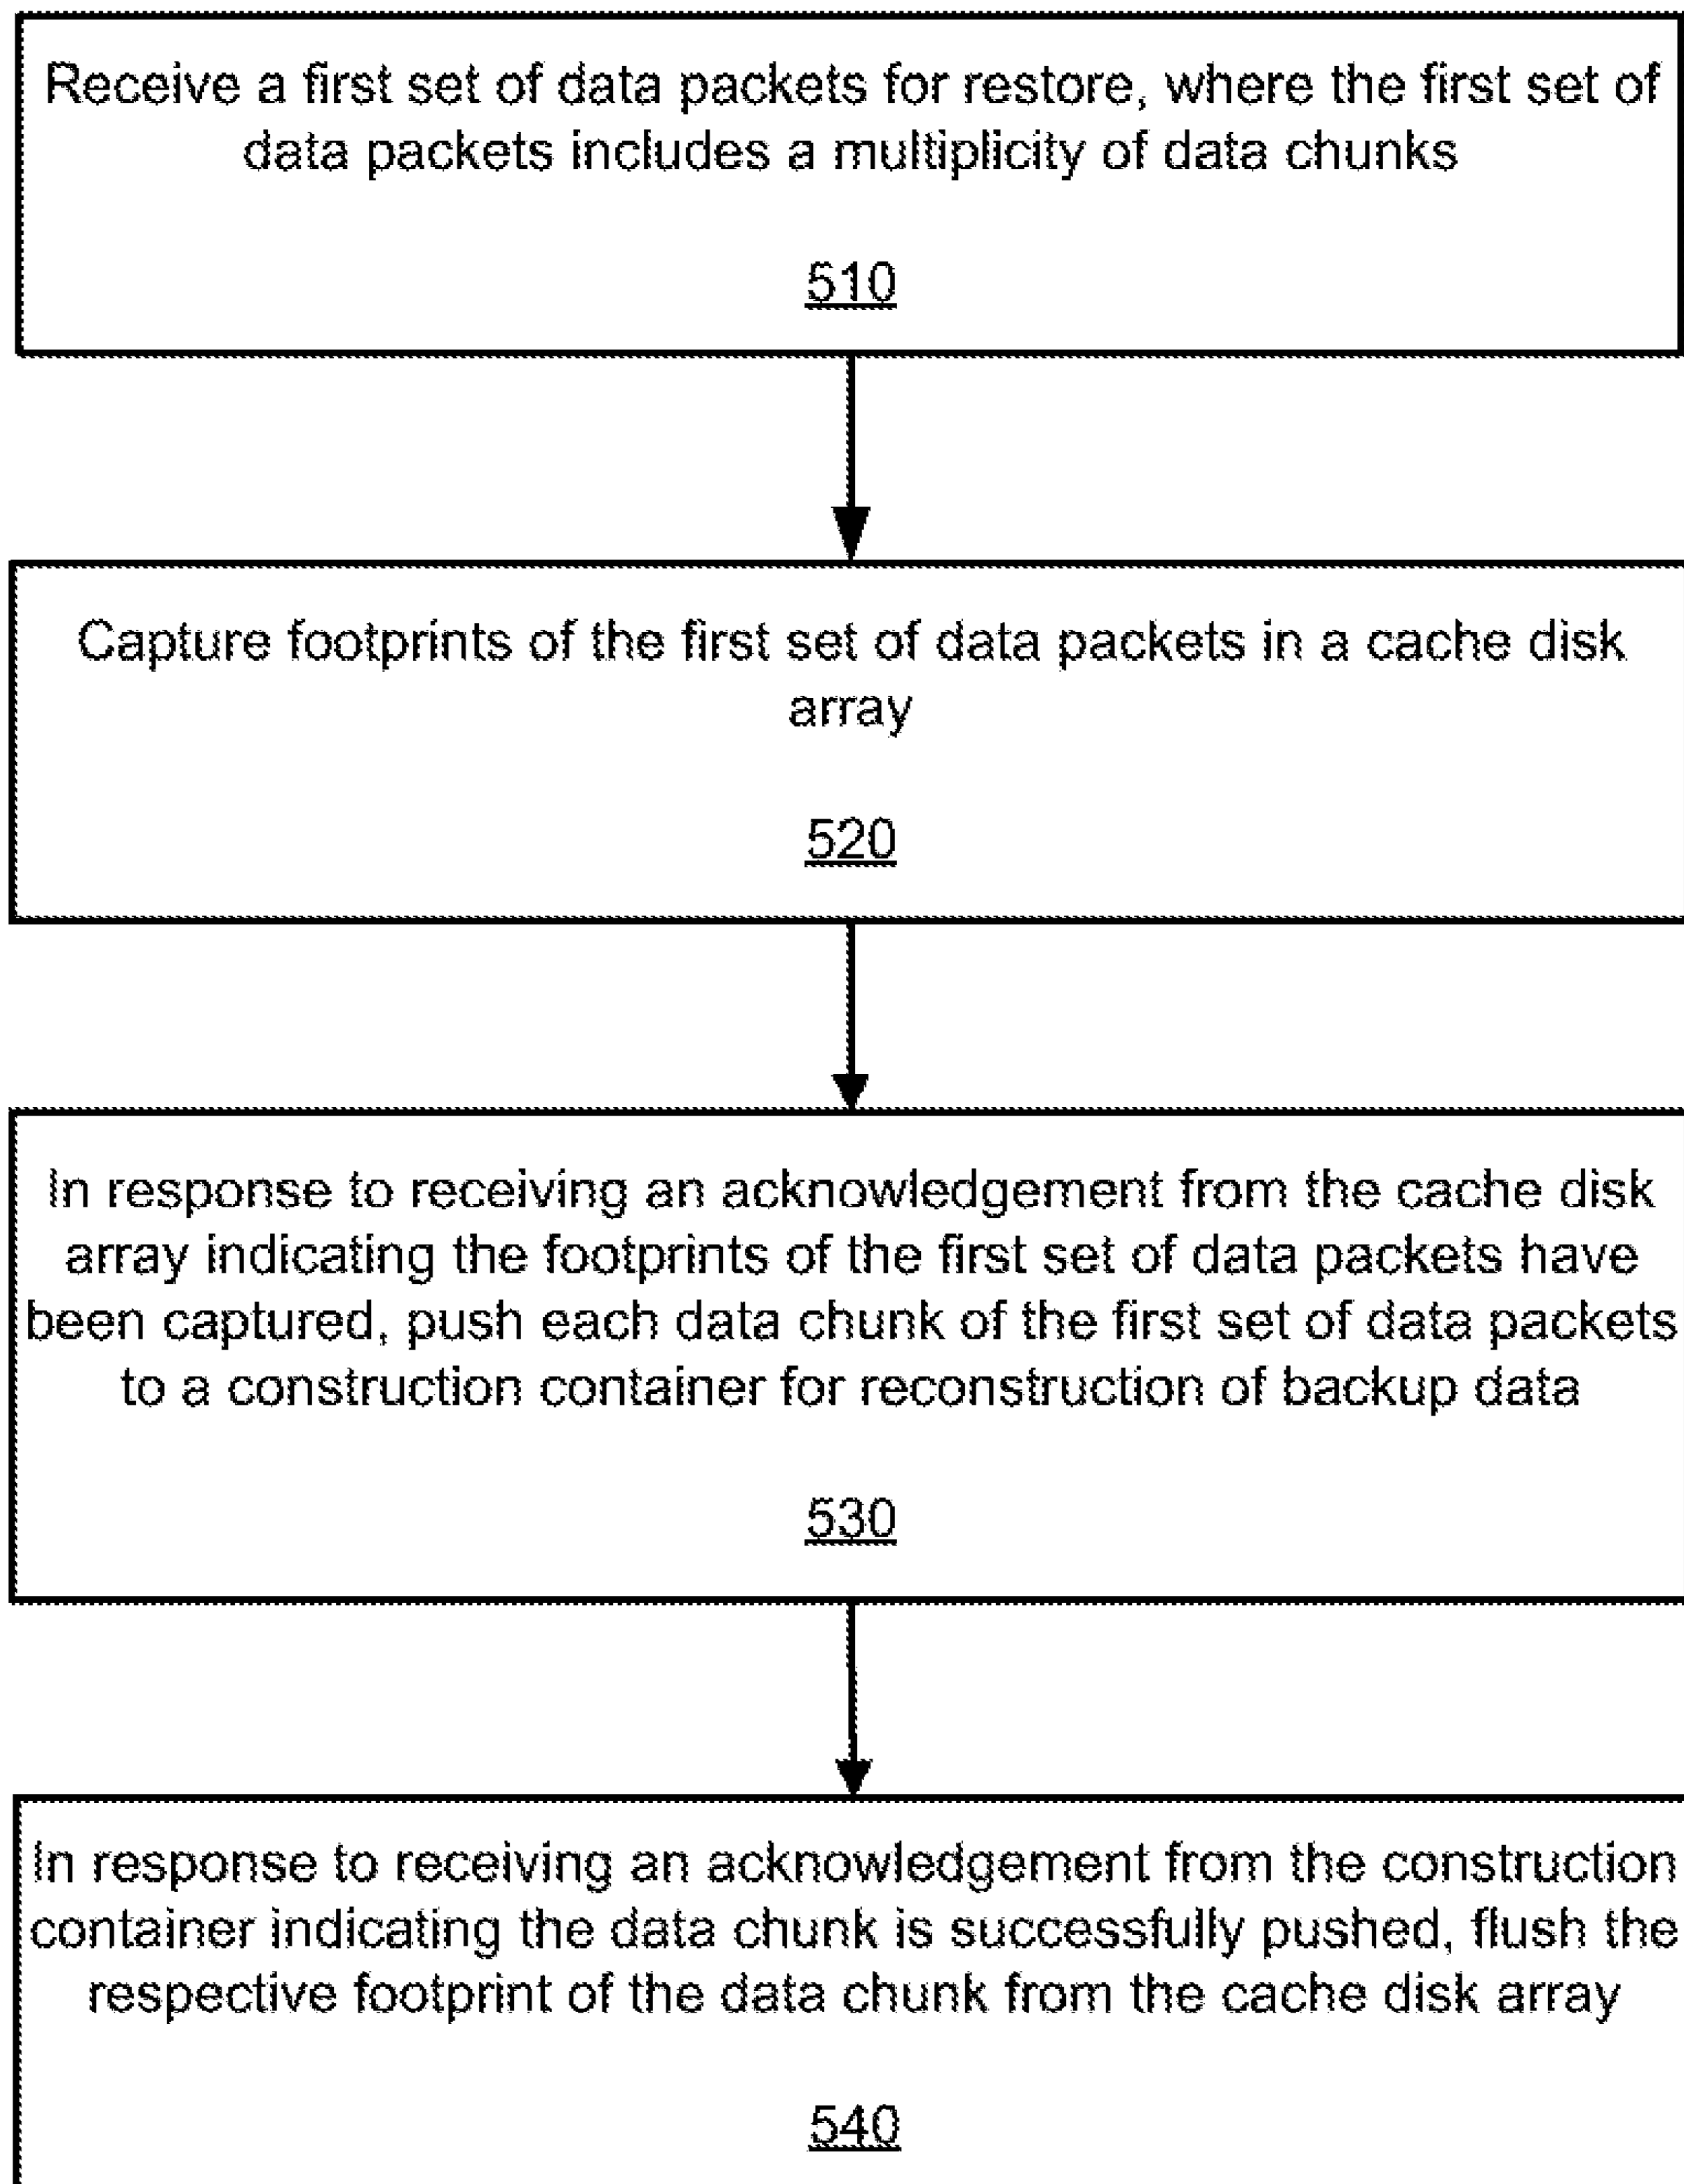 Receive a first set of data packets for restore, where the first set of
data packets includes a multiplicity of data chunks
510
Capture footprints of the first set of data packets in a cache disk
array
520
In response to receiving an acknowledgement from the cache disk
array indicating the footprints of the first set of data packets have
been captured, push each data chunk of the first set of data packets
to a construction container for reconstruction of backup data
530
In response to receiving an acknowledgement from the construction
container indicating the data chunk is successfully pushed, flush the
respective footprint of the data chunk from the cache disk array
540